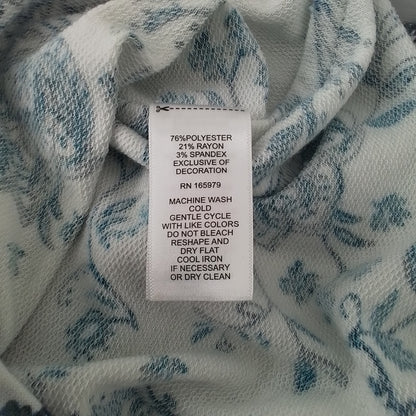 76%POLYESTER
21% RAYON
3% SPANDEX
EXCLUSIVE OF
DECORATION
RN 165979
MACHINE WASH
COLD
GENTLE CYCLE
WITH LIKE COLORS
DO NOT BLEACH
RESHAPE AND
DRY FLAT
COOL IRON
IF NECESSARY
OR DRY CLEAN